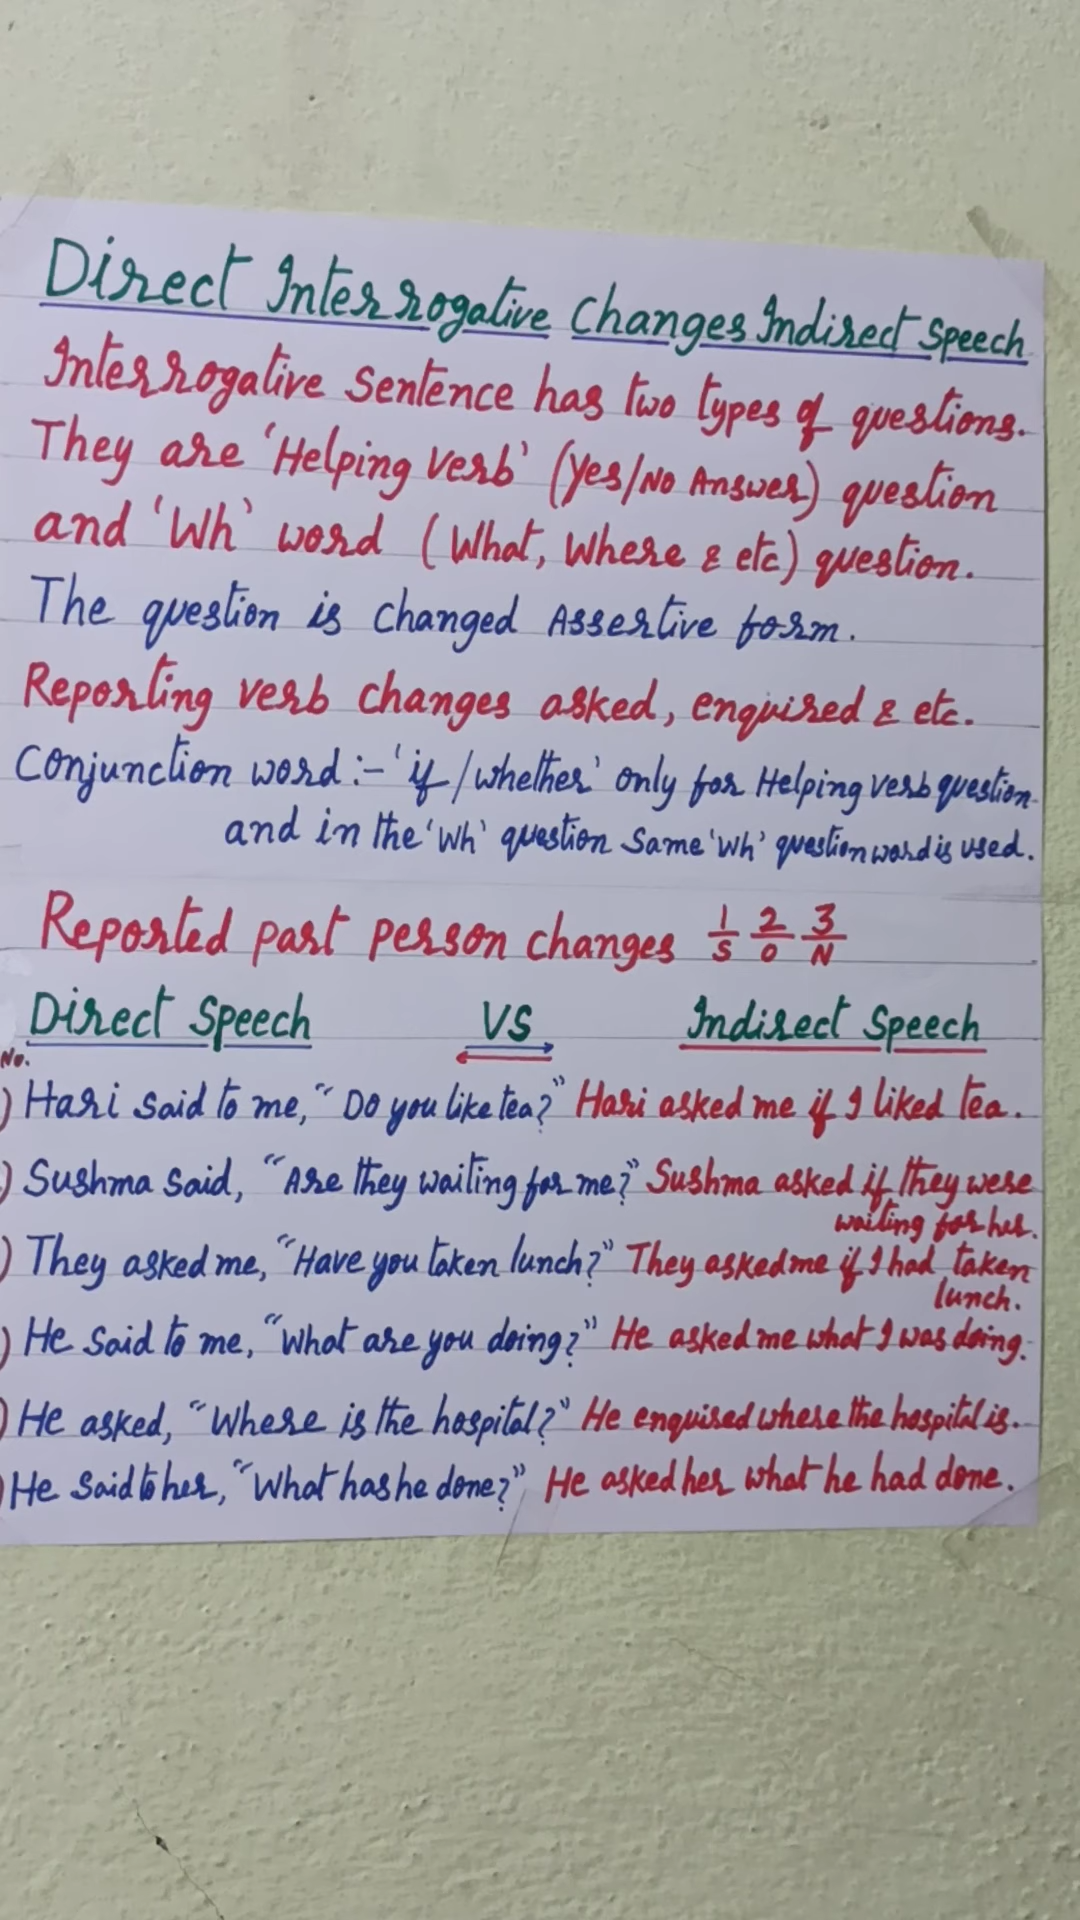 Direct Interrogative Changes Indirect Speech
Interrogative Sentence has two types of questions.
They are 'Helping verb' (Yes/No Answer) question
and 'Wh' word (What, Where & etc) question.
The question is Changed Assertive form.
Reporting verb changes asked, enquired & etc.
Conjunction word :- 'if/whether' only for Helping verb question
and in the 'Wh' question Same 'Wh' question word is used.
Reported part person changes 1/S 2/O 3/N
Direct Speech VS Indirect Speech
No.
) Hari said to me, "Do you like tea?" Hari asked me if I liked tea.
) Sushma said, "Are they waiting for me?" Sushma asked if they were
waiting for her.
) They asked me, "Have you taken lunch?" They asked me if I had taken
lunch.
) He Said to me, "What are you doing?" He asked me what I was doing.
) He asked, "Where is the hospital?" He enquired where the hospital is.
) He Said to her, "What has he done?" He asked her what he had done.